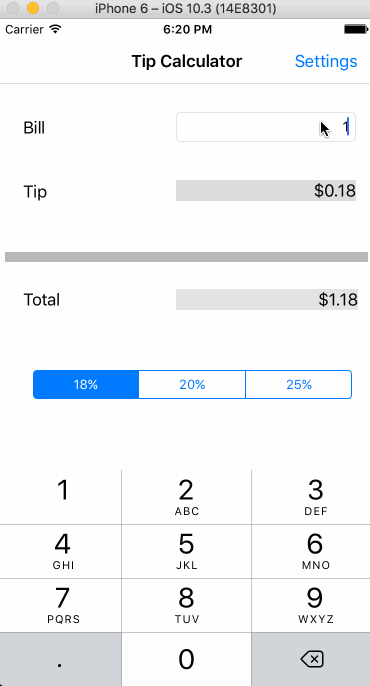 iPhone 6 – iOS 10.3 (14E8301)
Carrier 6:20 PM
Tip Calculator Settings
Bill 1
Tip $0.18
Total $1.18
18% 20% 25%
1 2 3
ABC DEF
4 5 6
GHI JKL MNO
7 8 9
PQRS TUV WXYZ
. 0